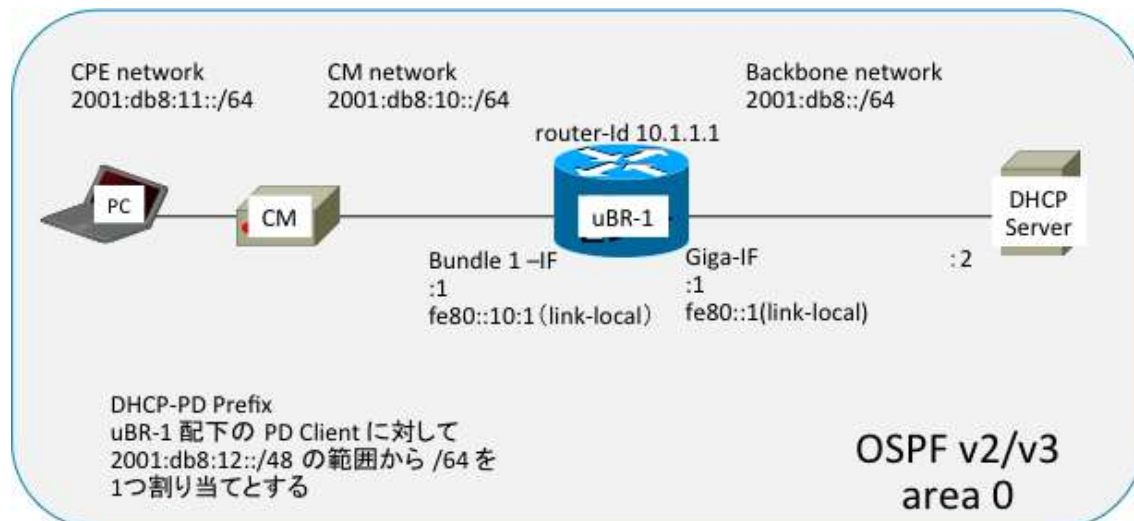 CPE network
2001:db8:11::/64
CM network
2001:db8:10::/64
Backbone network
2001:db8::/64
router-Id 10.1.1.1
PC
CM
uBR-1
DHCP
Server
Bundle 1 –IF
:1
fe80::10:1（link-local）
Giga-IF
:1
fe80::1(link-local)
:2
DHCP-PD Prefix
uBR-1 配下の PD Client に対して
2001:db8:12::/48 の範囲から /64 を
1つ割り当てとする
OSPF v2/v3
area 0